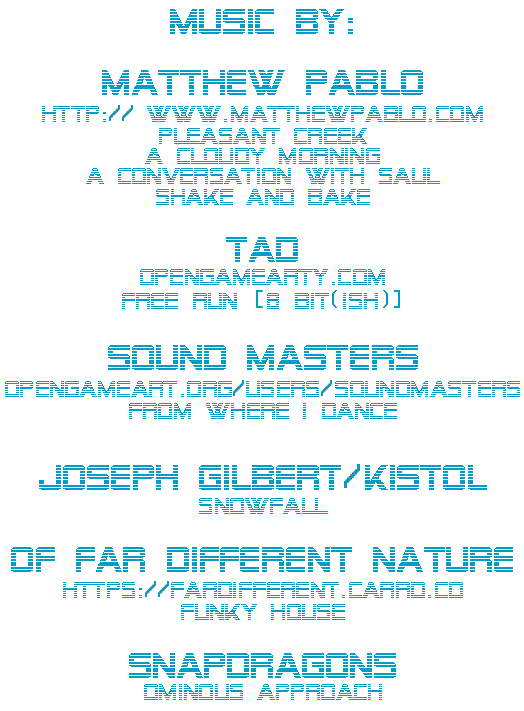 MUSIC BY:
MATTHEW PABLO
HTTP:// WWW.MATTHEWPABLO.COM
PLEASANT CREEK
A CLOUDY MORNING
A CONVERSATION WITH SAUL
SHAKE AND BAKE
TAD
OPENGAMEARTY.COM
FREE RUN [8 BIT(ISH)]
SOUND MASTERS
OPENGAMEART.ORG/USERS/SOUNDMASTERS
FROM WHERE I DANCE
JOSEPH GILBERT/KISTOL
SNOWFALL
OF FAR DIFFERENT NATURE
HTTPS://FARDIFFERENT.CARRD.CO
FUNKY HOUSE
SNAPDRAGONS
OMINOUS APPROACH